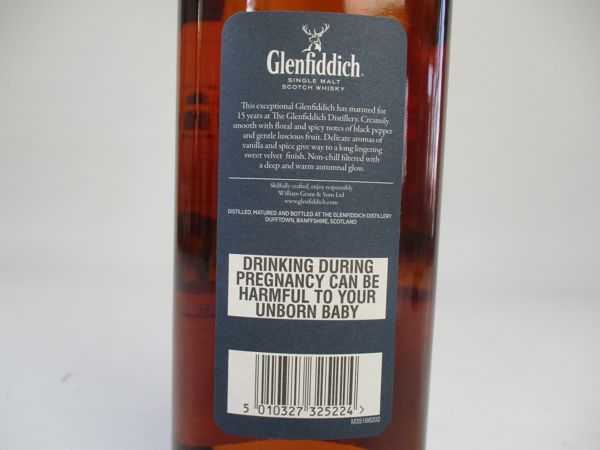 Glenfiddich
SINGLE MALT
SCOTCH WHISKY
This exceptional Glenfiddich has matured for
15 years at The Glenfiddich Distillery. Creamily
smooth with floral and spicy notes of black pepper
and gentle luscious fruit. Delicate aromas of
vanilla and spice give way to a long lingering
sweet velvet finish. Non-chill filtered with
a deep and warm autumnal glow.
Skilfully crafted, enjoy responsibly
William Grant & Sons Ltd
www.glenfiddich.com
DISTILLED, MATURED AND BOTTLED AT THE GLENFIDDICH DISTILLERY
DUFFTOWN, BANFFSHIRE, SCOTLAND
DRINKING DURING
PREGNANCY CAN BE
HARMFUL TO YOUR
UNBORN BABY
5 010327 325224 >
M35166202